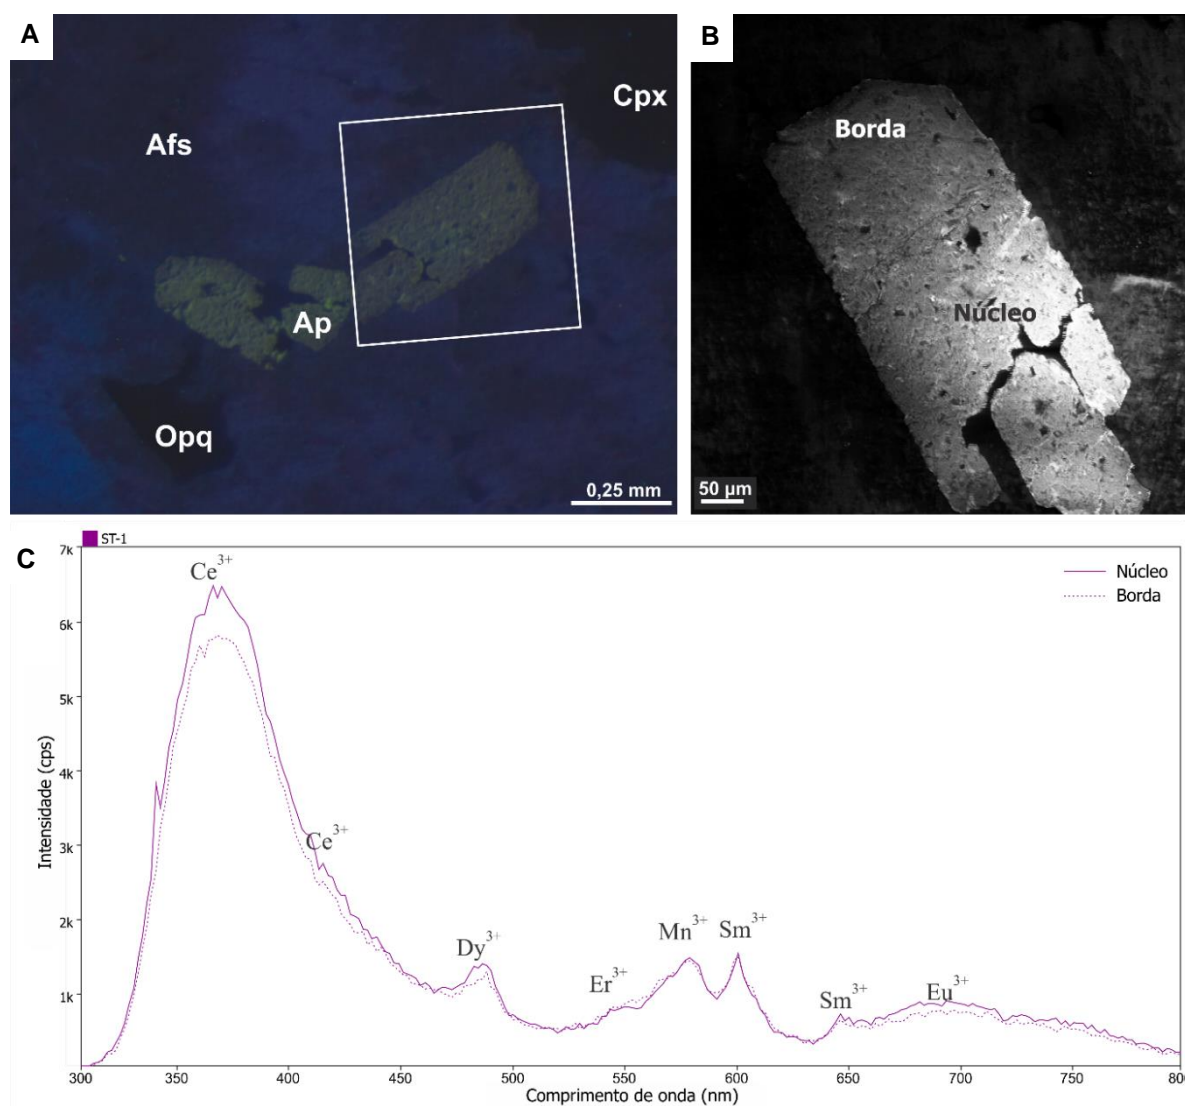 A
Afs
Cpx
Ap
Opq
0,25 mm
B
Borda
Núcleo
50 µm
C
ST-1
7k
6k
5k
4k
3k
2k
1k
Intensidade (cps)
Ce3+
Ce3+
Dy3+
Er3+
Mn3+
Sm3+
Sm3+
Eu3+
Núcleo
Borda
300 350 400 450 500 550 600 650 700 750 800
Comprimento de onda (nm)